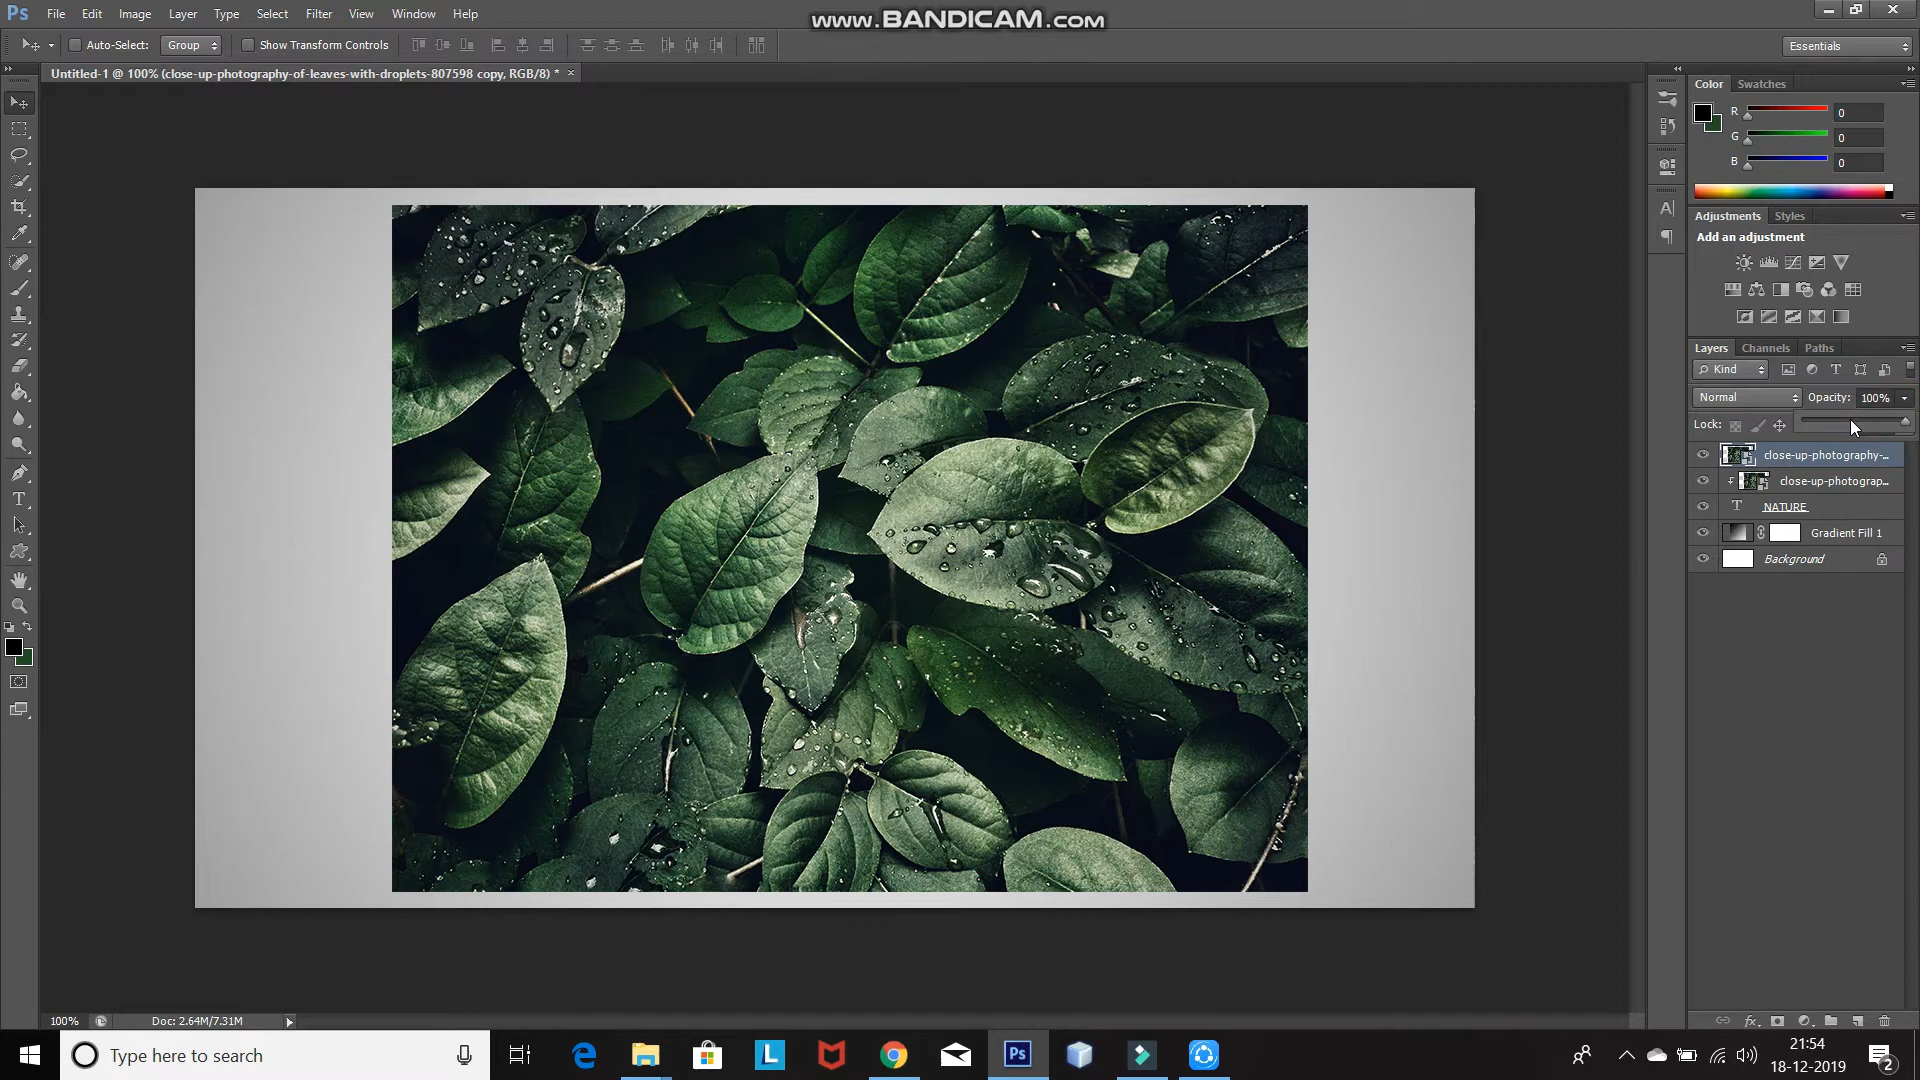 Ps File Edit Image Layer Type Select Filter View Window Help
www.BANDICAM.com
Auto-Select: Group Show Transform Controls
Essentials
Untitled-1 @ 100% (close-up-photography-of-leaves-with-droplets-807598 copy, RGB/8) * ×
Color Swatches
R 0
G 0
B 0
Adjustments Styles
Add an adjustment
Layers Channels Paths
Kind
Normal Opacity: 100%
Lock:
close-up-photography-...
close-up-photograp...
T NATURE
Gradient Fill 1
Background
100% Doc: 2.64M/7.31M
Type here to search
Ps
21:54
18-12-2019
2